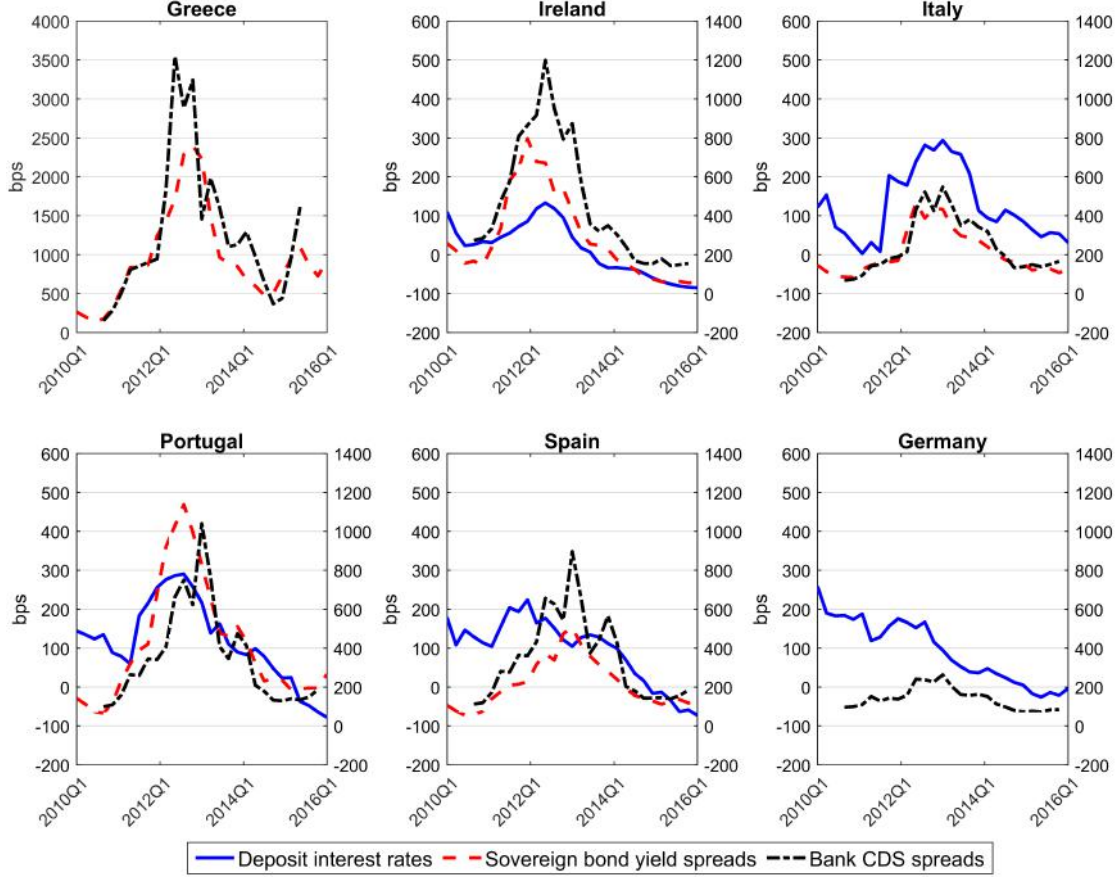 Greece
Ireland
Italy
4000
3500
3000
2500
2000
1500
1000
500
0
bps
2010Q1
2012Q1
2014Q1
2016Q1
600
500
400
300
200
100
0
-100
-200
bps
1400
1200
1000
800
600
400
200
0
-200
2010Q1
2012Q1
2014Q1
2016Q1
600
500
400
300
200
100
0
-100
-200
bps
1400
1200
1000
800
600
400
200
0
-200
2010Q1
2012Q1
2014Q1
2016Q1
Portugal
Spain
Germany
600
500
400
300
200
100
0
-100
-200
bps
1400
1200
1000
800
600
400
200
0
-200
2010Q1
2012Q1
2014Q1
2016Q1
600
500
400
300
200
100
0
-100
-200
bps
1400
1200
1000
800
600
400
200
0
-200
2010Q1
2012Q1
2014Q1
2016Q1
600
500
400
300
200
100
0
-100
-200
bps
1400
1200
1000
800
600
400
200
0
-200
2010Q1
2012Q1
2014Q1
2016Q1
Deposit interest rates Sovereign bond yield spreads Bank CDS spreads